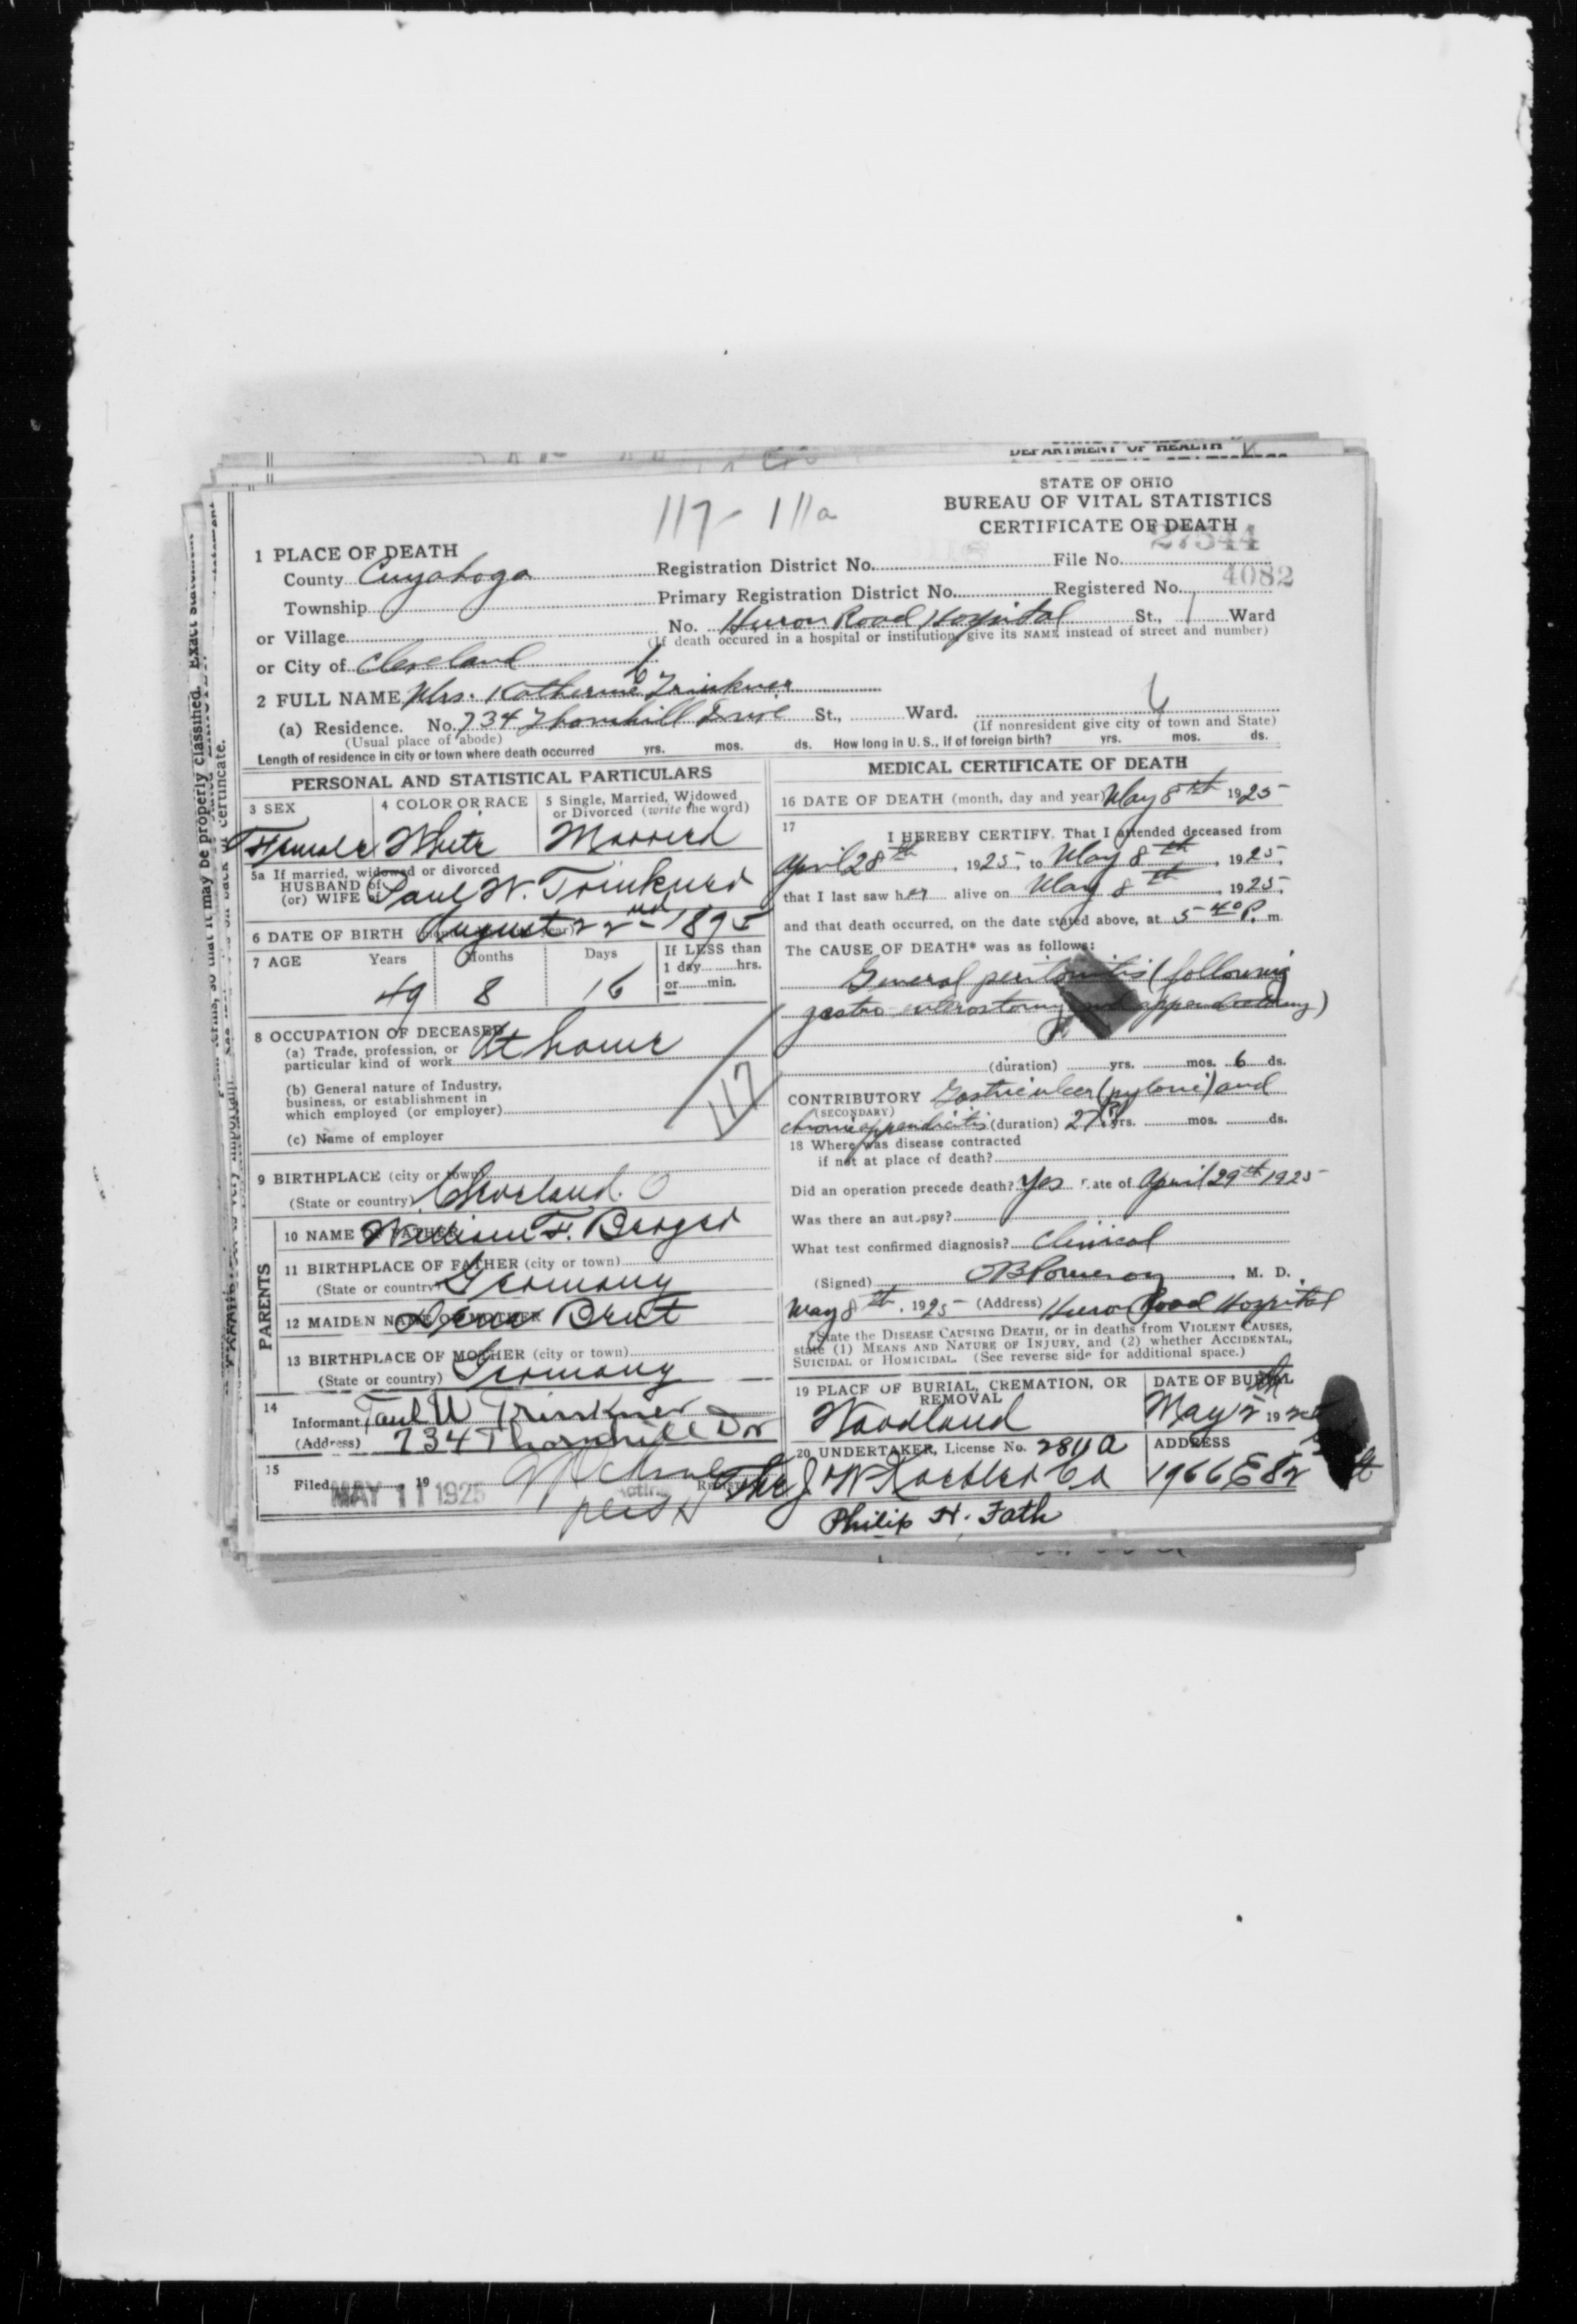 DEPARTMENT OF HEALTH
STATE OF OHIO
BUREAU OF VITAL STATISTICS
CERTIFICATE OF DEATH
117-111a
27544
1 PLACE OF DEATH
County Cuyahoga Registration District No. File No.
4082
Township Primary Registration District No. Registered No.
or Village No. Huron Road Hospital St., 1 Ward
(If death occured in a hospital or institution, give its NAME instead of street and number)
or City of Cleveland
2 FULL NAME Mrs. Katherine Trinkner
(a) Residence. No. 734 Thornhill Drive St., Ward.
(Usual place of abode) (If nonresident give city or town and State)
Length of residence in city or town where death occurred yrs. mos. ds. How long in U. S., if of foreign birth? yrs. mos. ds.
PERSONAL AND STATISTICAL PARTICULARS
3 SEX 4 COLOR OR RACE 5 Single, Married, Widowed or Divorced (write the word)
Female White Married
5a If married, widowed or divorced
HUSBAND of
(or) WIFE of Paul W. Trinkner
6 DATE OF BIRTH August 22nd 1875
7 AGE Years Months Days If LESS than
1 day hrs.
or min.
49 8 16
8 OCCUPATION OF DECEASED
(a) Trade, profession, or
particular kind of work At home
(b) General nature of Industry,
business, or establishment in
which employed (or employer)
117
(c) Name of employer
9 BIRTHPLACE (city or town)
(State or country) Cleveland. O
PARENTS
10 NAME OF FATHER William F. Berger
11 BIRTHPLACE OF FATHER (city or town)
(State or country) Germany
12 MAIDEN NAME OF MOTHER Brut
13 BIRTHPLACE OF MOTHER (city or town)
(State or country) Germany
14
Informant Paul W Trinkner
(Address) 734 Thornhill Dr
15
Filed MAY 11 1925
MEDICAL CERTIFICATE OF DEATH
16 DATE OF DEATH (month, day and year) May 8th 1925
17
I HEREBY CERTIFY, That I attended deceased from
April 28th, 1925, to May 8th, 1925,
that I last saw her alive on May 8th, 1925,
and that death occurred, on the date stated above, at 5 40 P. m
The CAUSE OF DEATH* was as follows:
General peritonitis (following
gastro enterostomy and appendectomy)
(duration) yrs. mos. 6 ds.
CONTRIBUTORY Gastric ulcer (pyloric) and
(SECONDARY)
chronic appendicitis (duration) 27 yrs. mos. ds.
18 Where was disease contracted
if not at place of death?
Did an operation precede death? Yes Date of April 29th 1925
Was there an autopsy?
What test confirmed diagnosis? Clinical
(Signed) OB Pomeroy, M. D.
May 8th, 1925 (Address) Huron Road Hospital
*State the DISEASE CAUSING DEATH, or in deaths from VIOLENT CAUSES,
state (1) MEANS AND NATURE OF INJURY, and (2) whether ACCIDENTAL,
SUICIDAL or HOMICIDAL. (See reverse side for additional space.)
19 PLACE OF BURIAL, CREMATION, OR REMOVAL DATE OF BURIAL
Woodland May 12 19
20 UNDERTAKER, License No. 2811 A ADDRESS
The J W Koebler Co 1966 E 82
Philip H. Fath